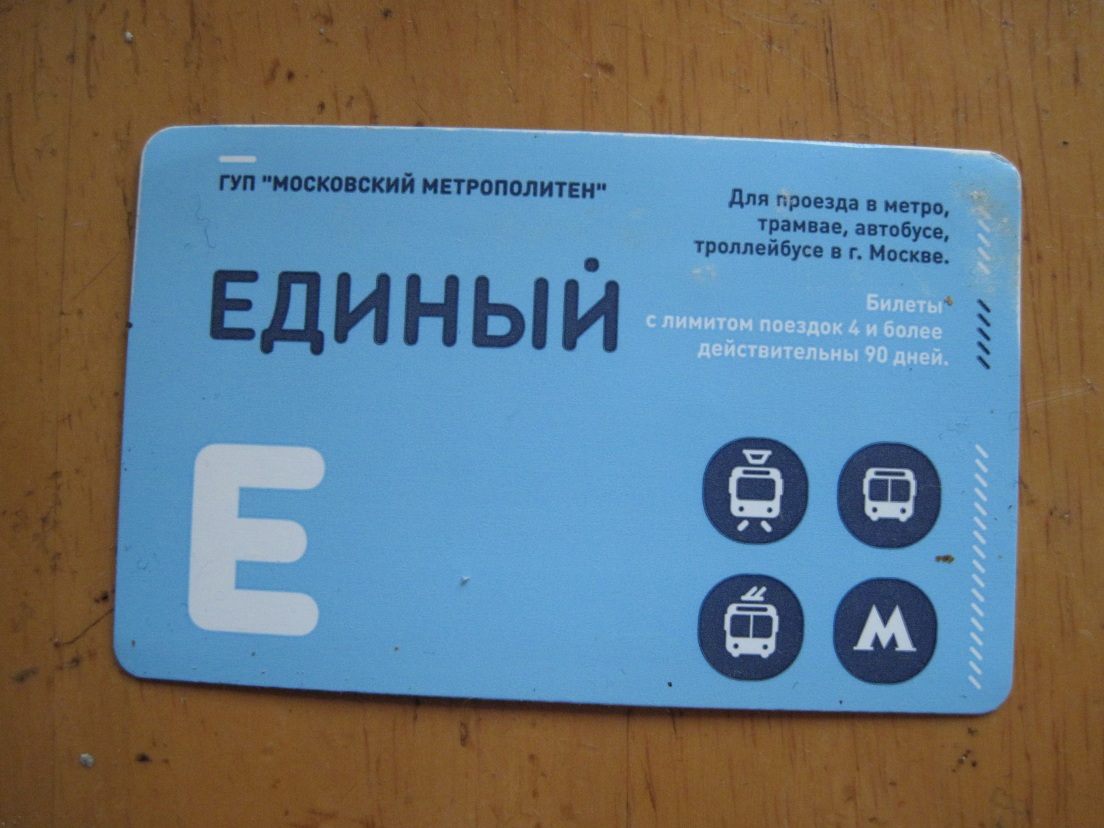 ГУП "МОСКОВСКИЙ МЕТРОПОЛИТЕН"
ЕДИНЫЙ
Е
Для проезда в метро,
трамвае, автобусе,
троллейбусе в г. Москве.
Билеты
с лимитом поездок 4 и более
действительны 90 дней.
М